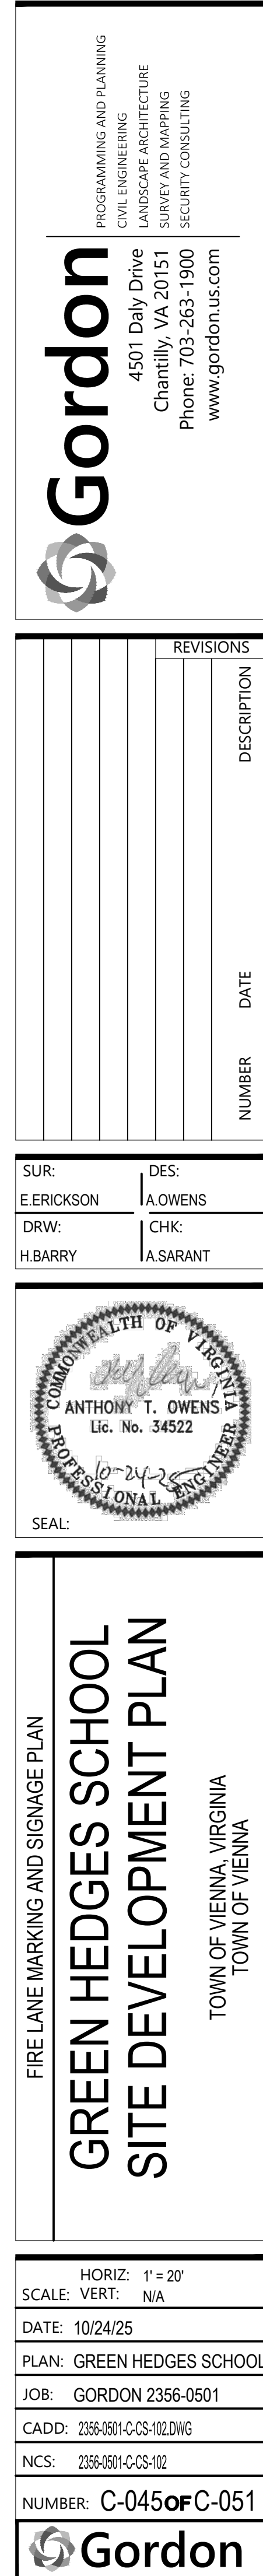 Gordon
PROGRAMMING AND PLANNING
CIVIL ENGINEERING
LANDSCAPE ARCHITECTURE
SURVEY AND MAPPING
SECURITY CONSULTING
4501 Daly Drive
Chantilly, VA 20151
Phone: 703-263-1900
www.gordon.us.com
REVISIONS
NUMBER DATE DESCRIPTION
SUR: DES:
E.ERICKSON A.OWENS
DRW: CHK:
H.BARRY A.SARANT
COMMONWEALTH OF VIRGINIA
ANTHONY T. OWENS
Lic. No. 34522
10-24-25
PROFESSIONAL ENGINEER
SEAL:
FIRE LANE MARKING AND SIGNAGE PLAN
GREEN HEDGES SCHOOL
SITE DEVELOPMENT PLAN
TOWN OF VIENNA, VIRGINIA
TOWN OF VIENNA
HORIZ: 1' = 20'
SCALE: VERT: N/A
DATE: 10/24/25
PLAN: GREEN HEDGES SCHOOL
JOB: GORDON 2356-0501
CADD: 2356-0501-C-CS-102.DWG
NCS: 2356-0501-C-CS-102
NUMBER: C-045 OF C-051
Gordon